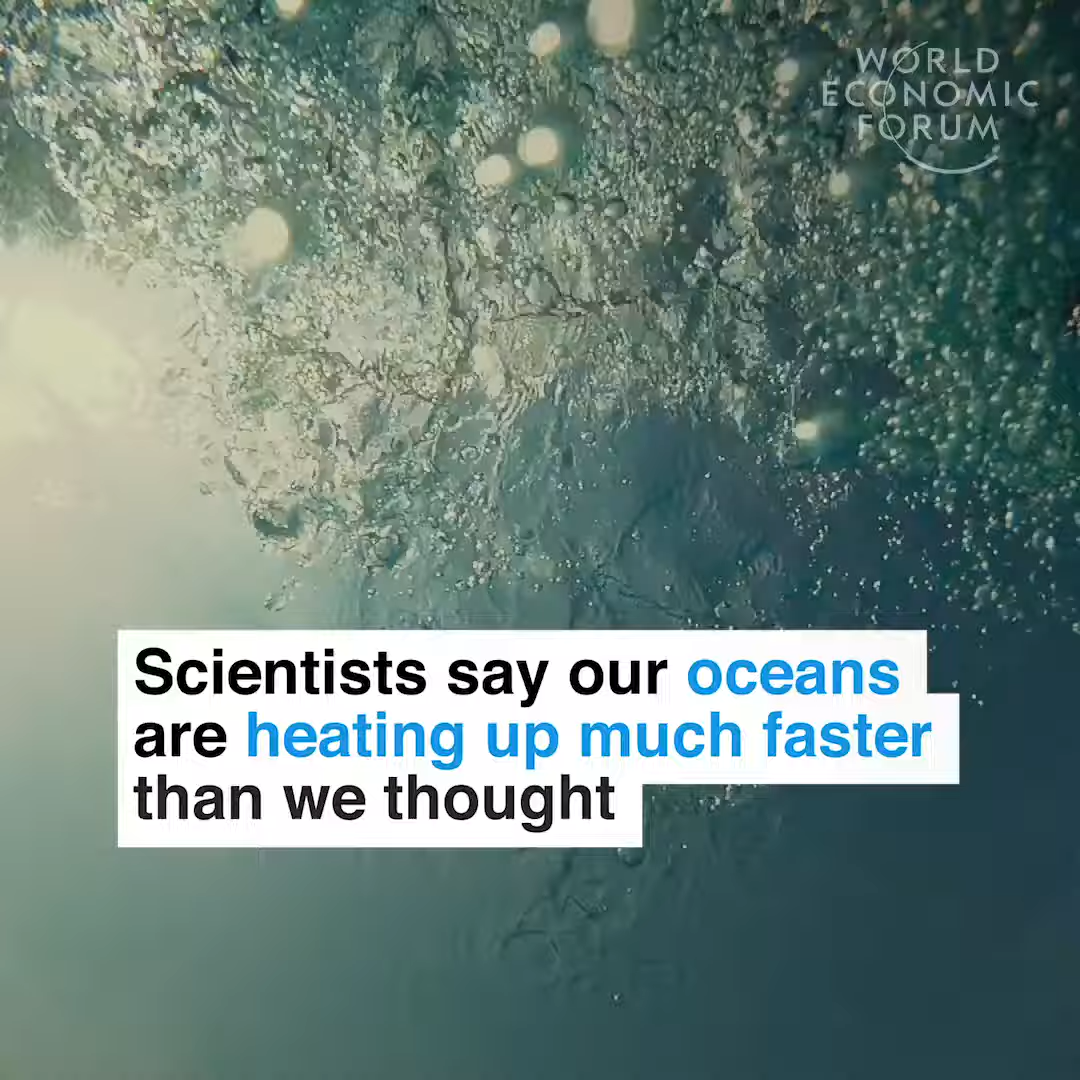 WORLD
ECONOMIC
FORUM
Scientists say our oceans
are heating up much faster
than we thought